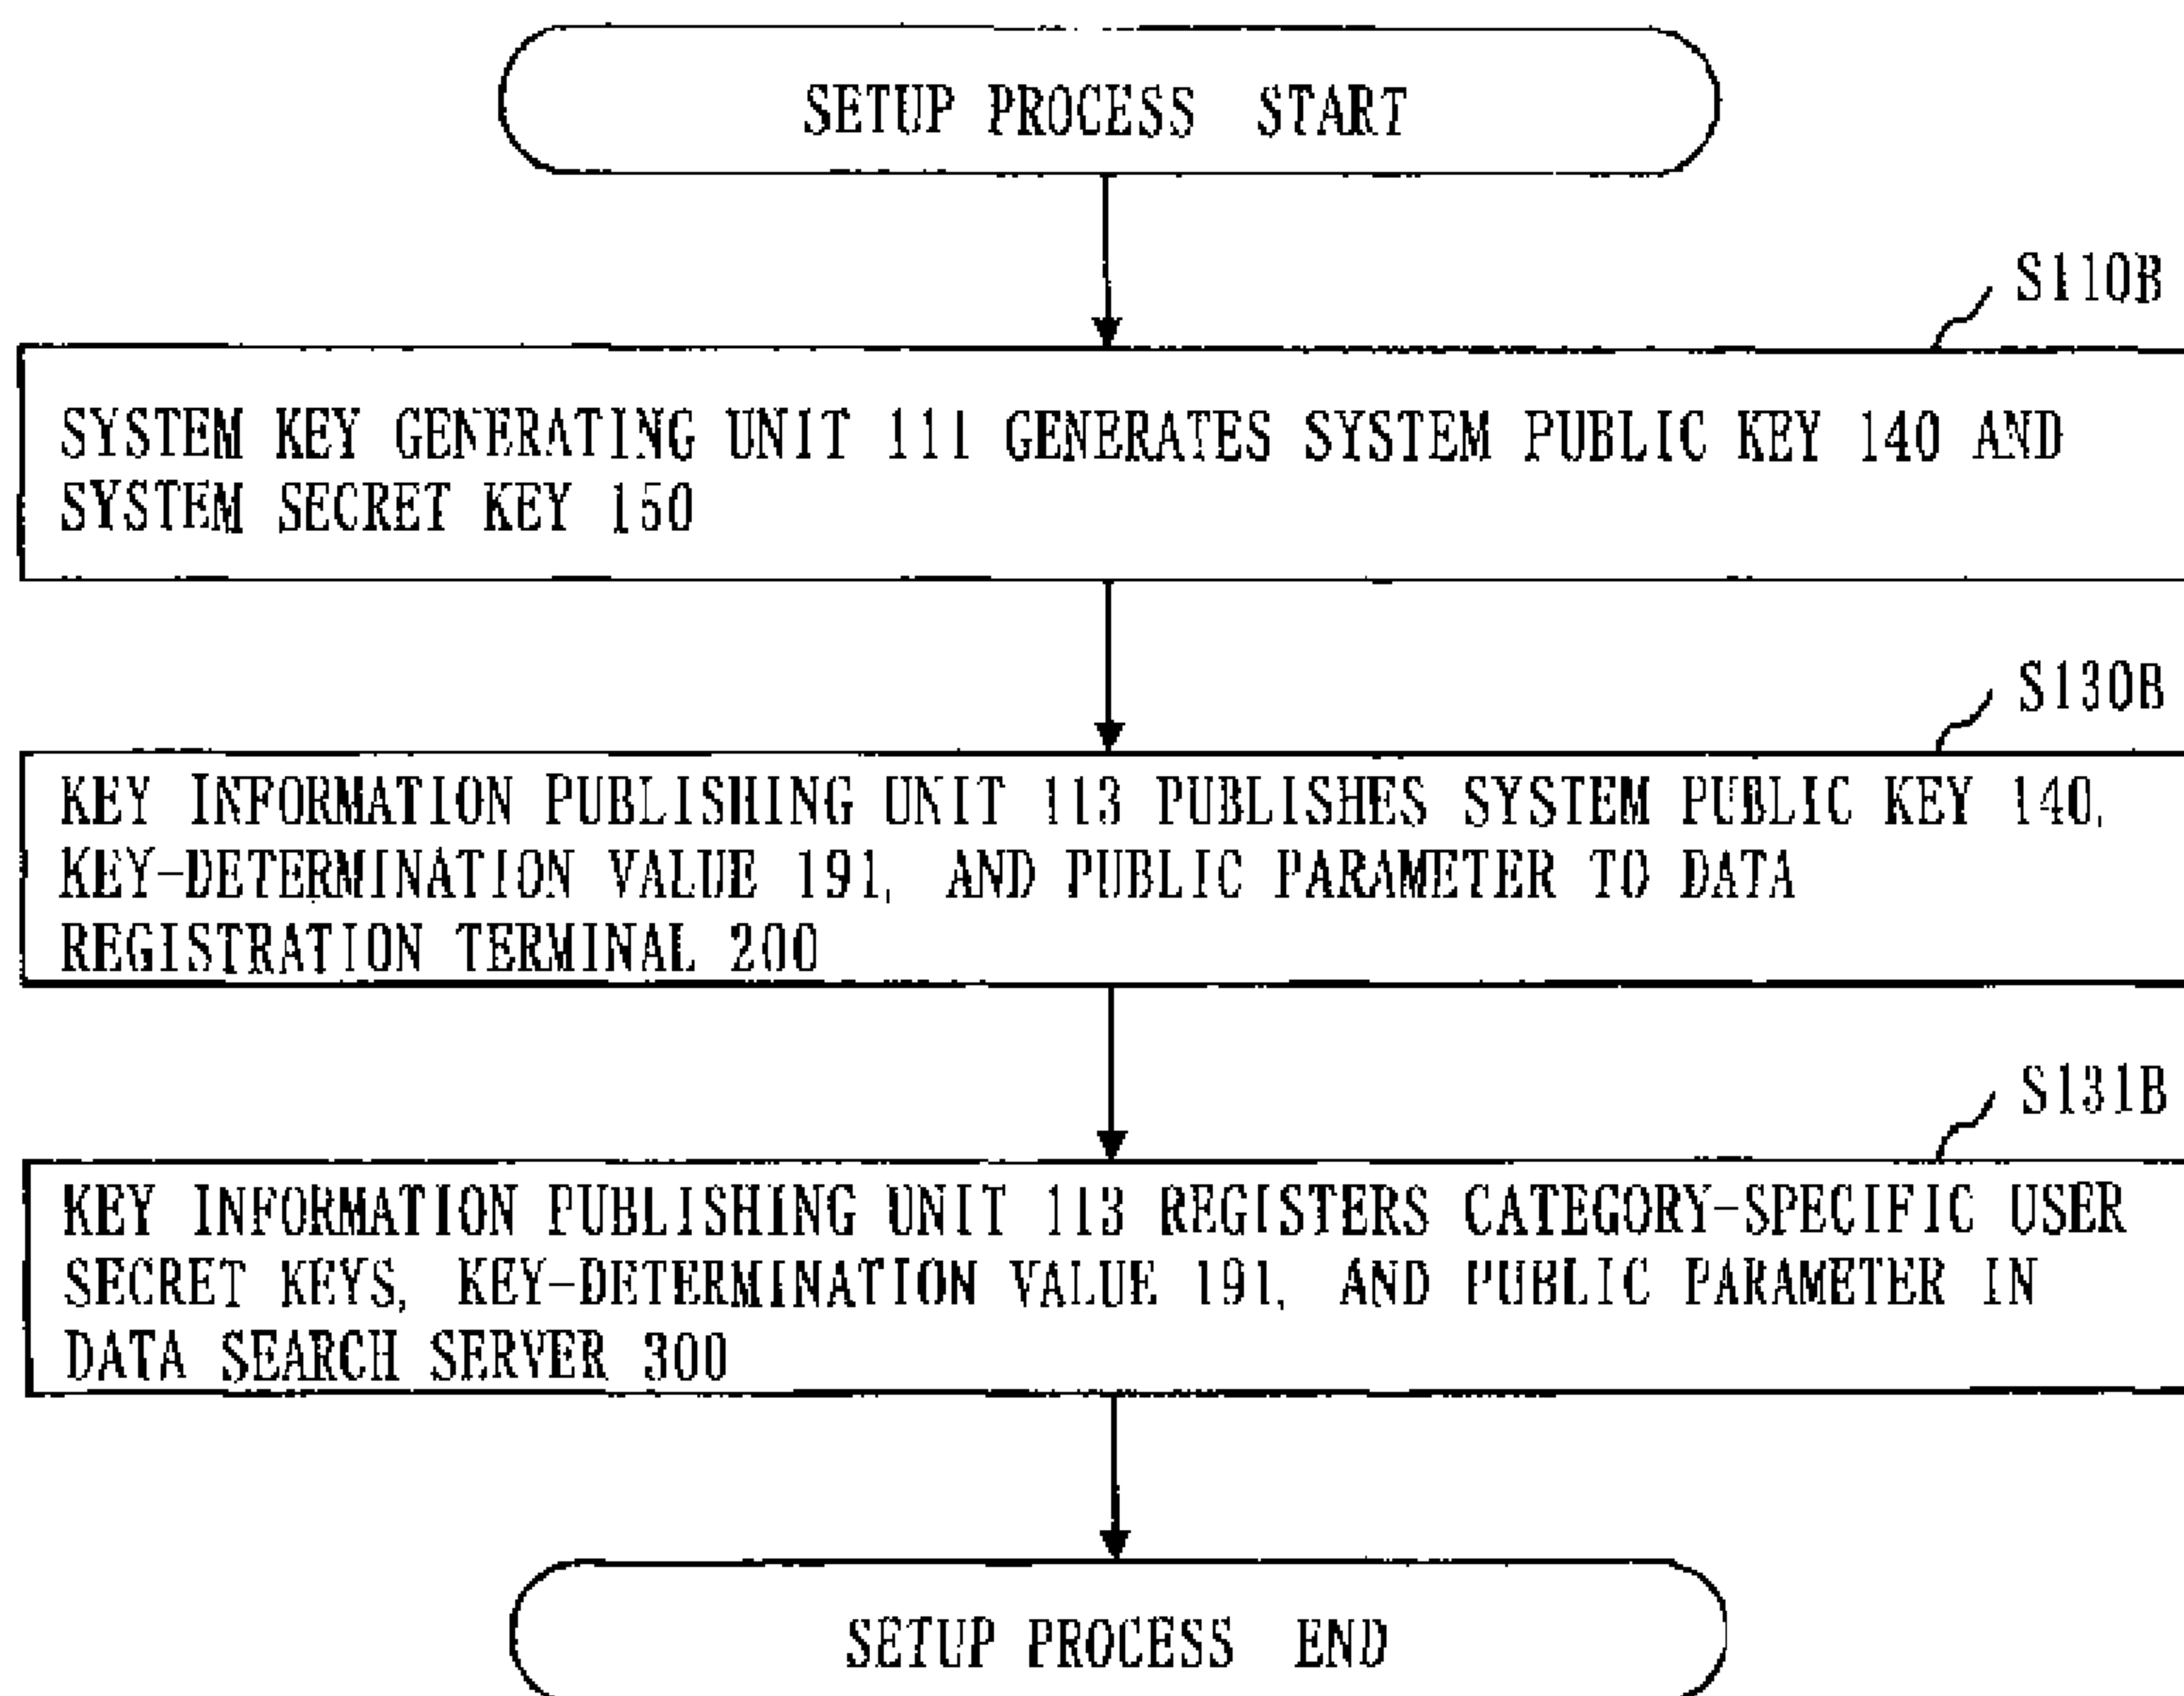 SETUP PROCESS START
S110B
SYSTEM KEY GENERATING UNIT 111 GENERATES SYSTEM PUBLIC KEY 140 AND
SYSTEM SECRET KEY 150
S130B
KEY INFORMATION PUBLISHING UNIT 113 PUBLISHES SYSTEM PUBLIC KEY 140,
KEY-DETERMINATION VALUE 191, AND PUBLIC PARAMETER TO DATA
REGISTRATION TERMINAL 200
S131B
KEY INFORMATION PUBLISHING UNIT 113 REGISTERS CATEGORY-SPECIFIC USER
SECRET KEYS, KEY-DETERMINATION VALUE 191, AND PUBLIC PARAMETER IN
DATA SEARCH SERVER 300
SETUP PROCESS END